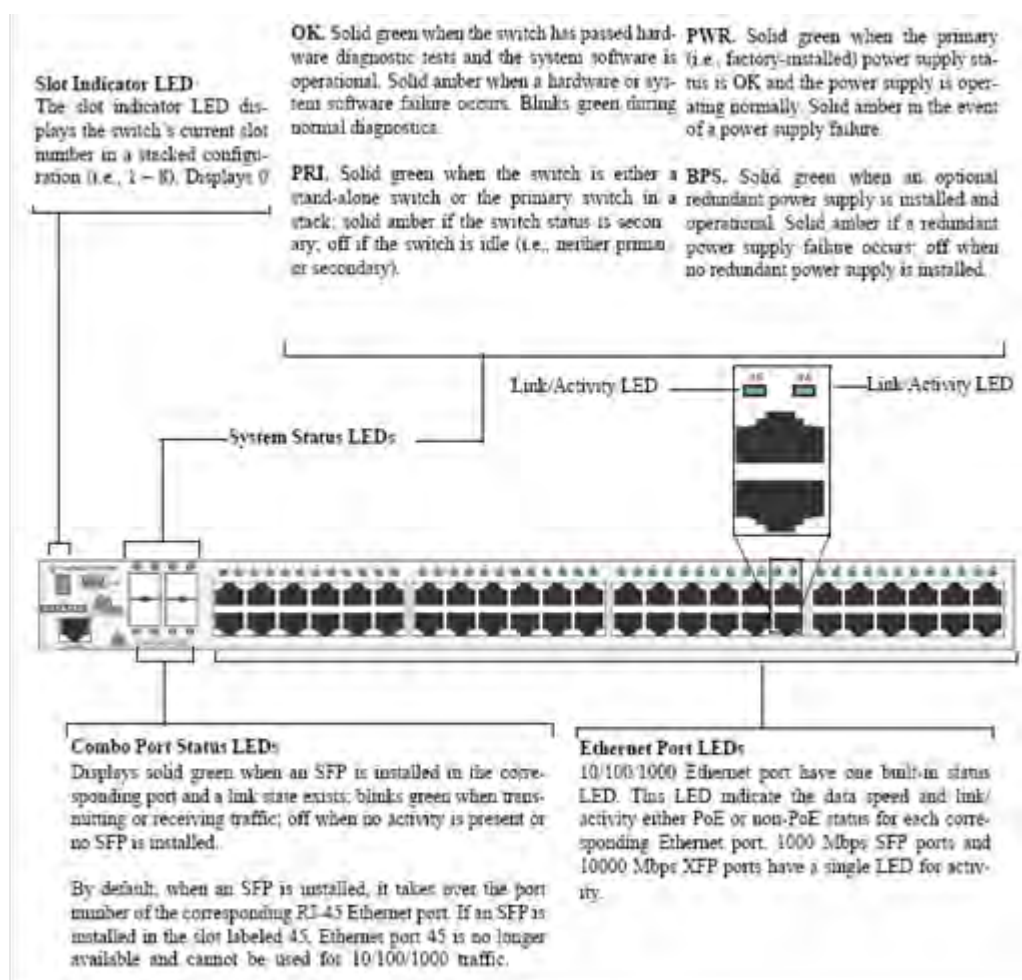 Slot Indicator LED
The slot indicator LED dis-
plays the switch's current slot
number in a stacked configu-
ration (i.e., 1 – 8). Displays 0
OK. Solid green when the switch has passed hard-
ware diagnostic tests and the system software is
operational. Solid amber when a hardware or sys-
tem software failure occurs. Blinks green during
normal diagnostics.
PRI. Solid green when the switch is either a
stand-alone switch or the primary switch in a
stack; solid amber if the switch status is secon
ary; off if the switch is idle (i.e., neither primar
or secondary).
PWR. Solid green when the primary
(i.e., factory-installed) power supply sta-
tus is OK and the power supply is oper-
ating normally. Solid amber in the event
of a power supply failure.
BPS. Solid green when an optional
redundant power supply is installed and
operational. Solid amber if a redundant
power supply failure occurs; off when
no redundant power supply is installed.
Link/Activity LED
Link/Activity LED
System Status LEDs
Combo Port Status LEDs
Displays solid green when an SFP is installed in the corre-
sponding port and a link state exists; blinks green when trans-
mitting or receiving traffic; off when no activity is present or
no SFP is installed.
By default, when an SFP is installed, it takes over the port
number of the corresponding RJ-45 Ethernet port. If an SFP is
installed in the slot labeled 45, Ethernet port 45 is no longer
available and cannot be used for 10/100/1000 traffic.
Ethernet Port LEDs
10/100/1000 Ethernet port have one built-in status
LED. This LED indicate the data speed and link/
activity either PoE or non-PoE status for each corre-
sponding Ethernet port. 1000 Mbps SFP ports and
10000 Mbps XFP ports have a single LED for activ-
ity.